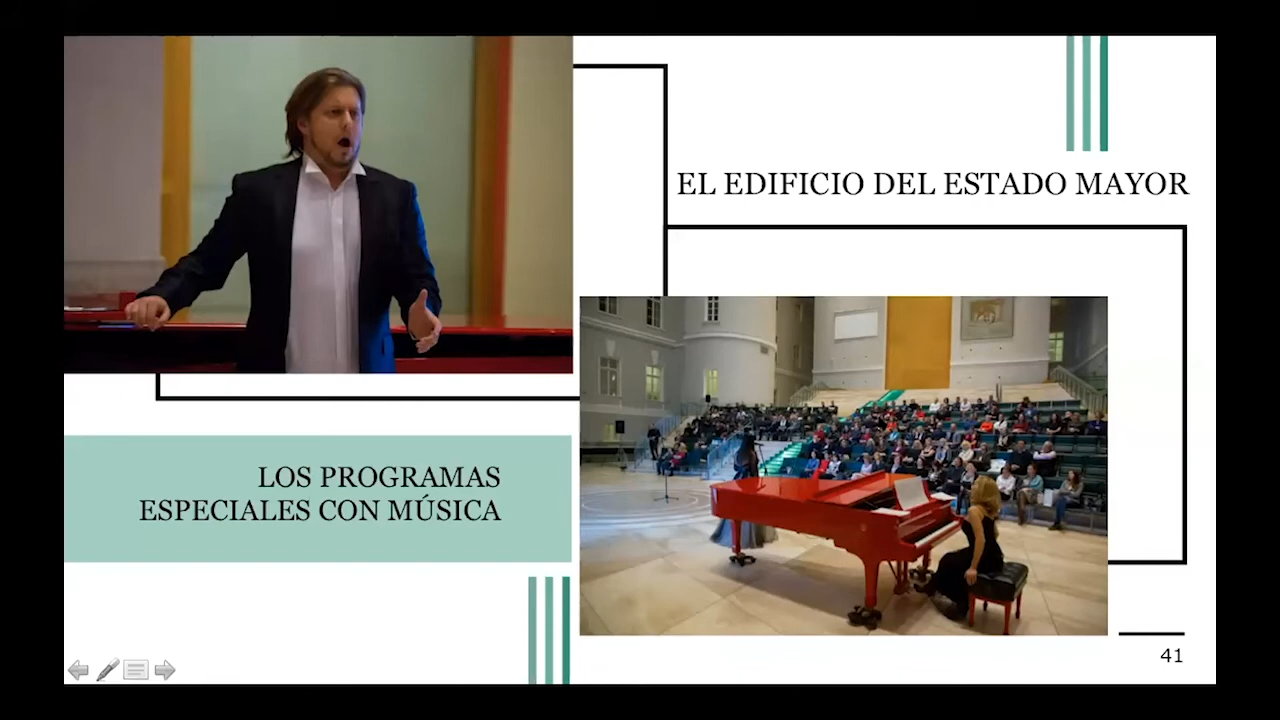 EL EDIFICIO DEL ESTADO MAYOR
LOS PROGRAMAS
ESPECIALES CON MÚSICA
41